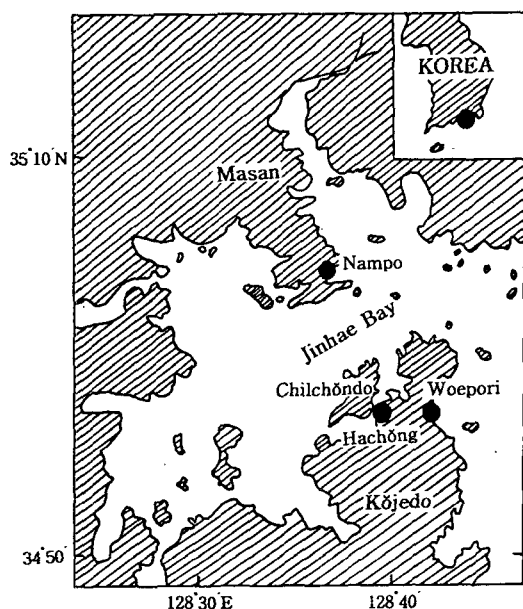 KOREA
35°10′N
Masan
Nampo
Jinhae Bay
Chilchŏndo
Woepori
Hachŏng
Kŏjedo
34°50′
128°30′E
128°40′